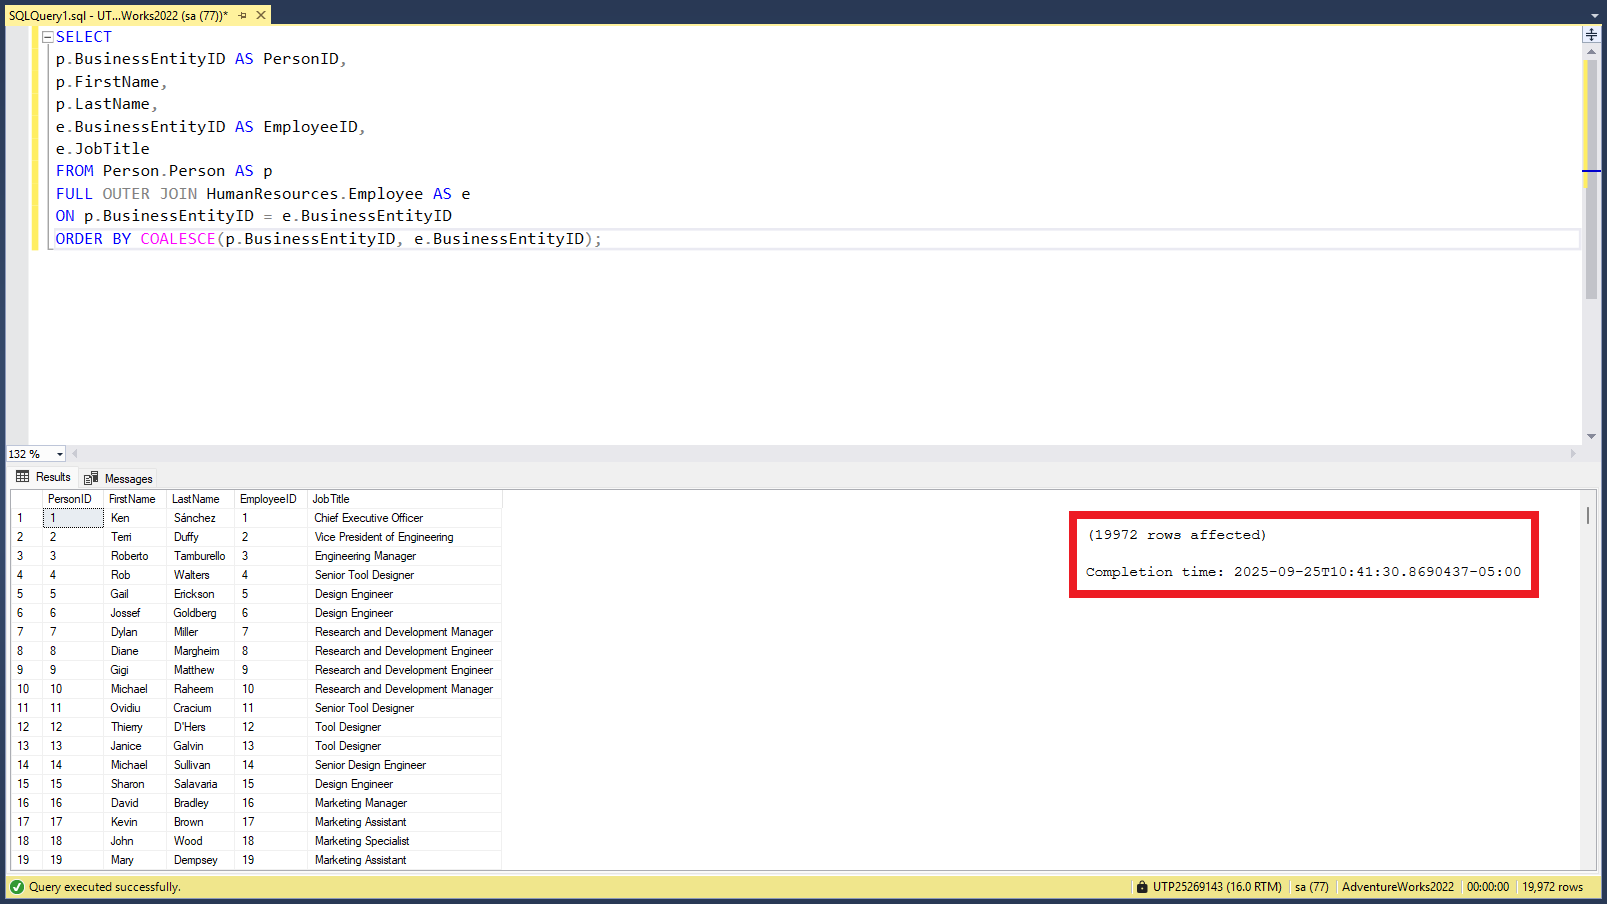 SQLQuery1.sql - UT...Works2022 (sa (77))*
SELECT
p.BusinessEntityID AS PersonID,
p.FirstName,
p.LastName,
e.BusinessEntityID AS EmployeeID,
e.JobTitle
FROM Person.Person AS p
FULL OUTER JOIN HumanResources.Employee AS e
ON p.BusinessEntityID = e.BusinessEntityID
ORDER BY COALESCE(p.BusinessEntityID, e.BusinessEntityID);
132 %
Results Messages
PersonID FirstName LastName EmployeeID JobTitle
1 1 Ken Sánchez 1 Chief Executive Officer
2 2 Terri Duffy 2 Vice President of Engineering
3 3 Roberto Tamburello 3 Engineering Manager
4 4 Rob Walters 4 Senior Tool Designer
5 5 Gail Erickson 5 Design Engineer
6 6 Jossef Goldberg 6 Design Engineer
7 7 Dylan Miller 7 Research and Development Manager
8 8 Diane Margheim 8 Research and Development Engineer
9 9 Gigi Matthew 9 Research and Development Engineer
10 10 Michael Raheem 10 Research and Development Manager
11 11 Ovidiu Cracium 11 Senior Tool Designer
12 12 Thierry D'Hers 12 Tool Designer
13 13 Janice Galvin 13 Tool Designer
14 14 Michael Sullivan 14 Senior Design Engineer
15 15 Sharon Salavaria 15 Design Engineer
16 16 David Bradley 16 Marketing Manager
17 17 Kevin Brown 17 Marketing Assistant
18 18 John Wood 18 Marketing Specialist
19 19 Mary Dempsey 19 Marketing Assistant
(19972 rows affected)
Completion time: 2025-09-25T10:41:30.8690437-05:00
Query executed successfully. UTP25269143 (16.0 RTM) sa (77) AdventureWorks2022 00:00:00 19,972 rows